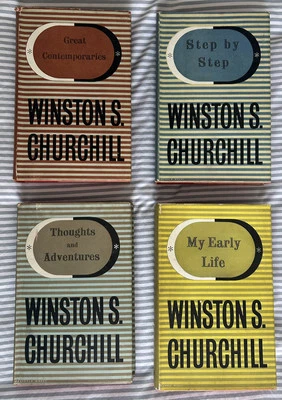 Great
Contemporaries
WINSTON S.
CHURCHILL
Step by
Step
WINSTON S.
CHURCHILL
Thoughts
and
Adventures
WINSTON S.
CHURCHILL
My Early
Life
WINSTON S.
CHURCHILL